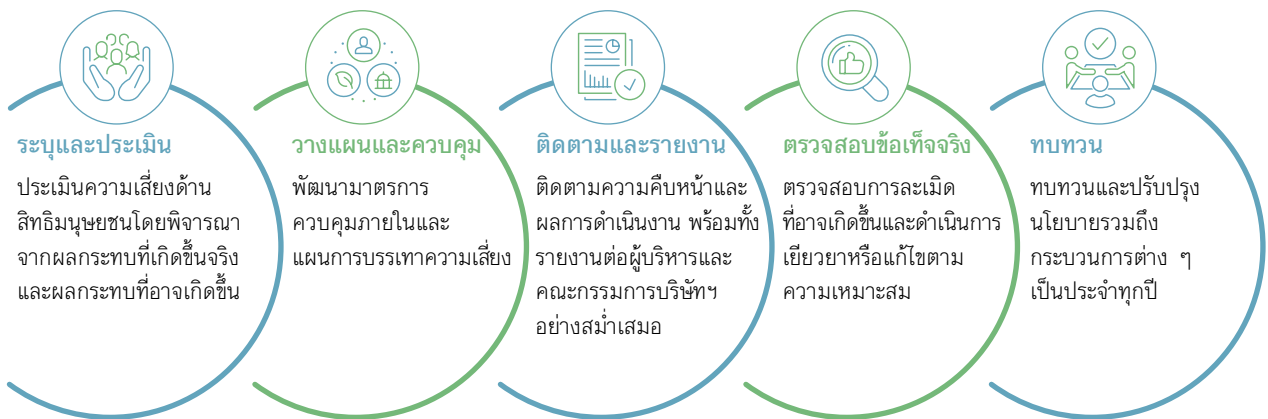 ระบุและประเมิน
ประเมินความเสี่ยงด้าน
สิทธิมนุษยชนโดยพิจารณา
จากผลกระทบที่เกิดขึ้นจริง
และผลกระทบที่อาจเกิดขึ้น
วางแผนและควบคุม
พัฒนามาตรการ
ควบคุมภายในและ
แผนการบรรเทาความเสี่ยง
ติดตามและรายงาน
ติดตามความคืบหน้าและ
ผลการดำเนินงาน พร้อมทั้ง
รายงานต่อผู้บริหารและ
คณะกรรมการบริษัทฯ
อย่างสม่ำเสมอ
ตรวจสอบข้อเท็จจริง
ตรวจสอบการละเมิด
ที่อาจเกิดขึ้นและดำเนินการ
เยียวยาหรือแก้ไขตาม
ความเหมาะสม
ทบทวน
ทบทวนและปรับปรุง
นโยบายรวมถึง
กระบวนการต่าง ๆ
เป็นประจำทุกปี